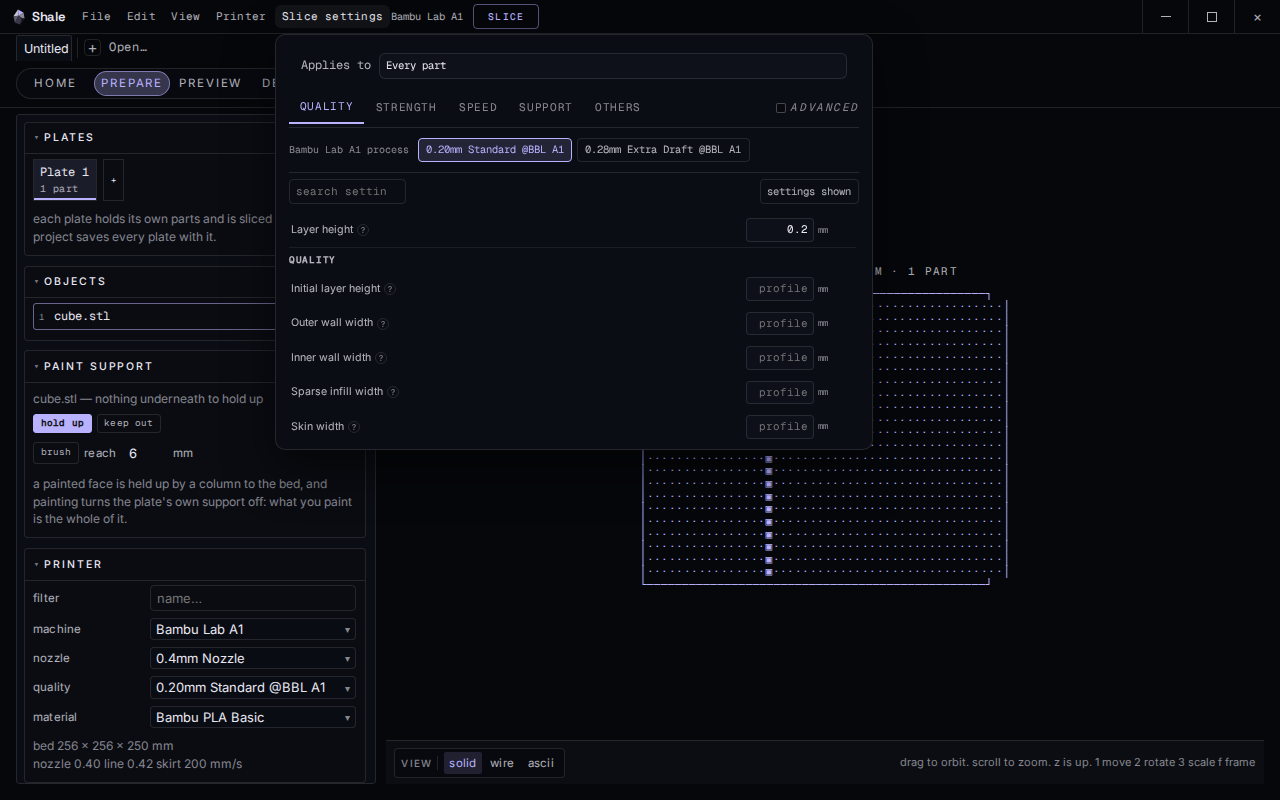 Shale File Edit View Printer Slice settings Bambu Lab A1 SLICE
Untitled + Open…
HOME PREPARE PREVIEW
Applies to Every part
QUALITY STRENGTH SPEED SUPPORT OTHERS ADVANCED
Bambu Lab A1 process 0.20mm Standard @BBL A1 0.28mm Extra Draft @BBL A1
search settin settings shown
Layer height ? 0.2 mm
QUALITY
Initial layer height ? profile mm
Outer wall width ? profile mm
Inner wall width ? profile mm
Sparse infill width ? profile mm
Skin width ? profile mm
PLATES
Plate 1
1 part
+
each plate holds its own parts and is sliced
project saves every plate with it.
OBJECTS
1 cube.stl
PAINT SUPPORT
cube.stl — nothing underneath to hold up
hold up keep out
brush reach 6 mm
a painted face is held up by a column to the bed, and
painting turns the plate's own support off: what you paint
is the whole of it.
PRINTER
filter name...
machine Bambu Lab A1
nozzle 0.4mm Nozzle
quality 0.20mm Standard @BBL A1
material Bambu PLA Basic
bed 256 × 256 × 250 mm
nozzle 0.40 line 0.42 skirt 200 mm/s
M · 1 PART
VIEW solid wire ascii
drag to orbit. scroll to zoom. z is up. 1 move 2 rotate 3 scale f frame